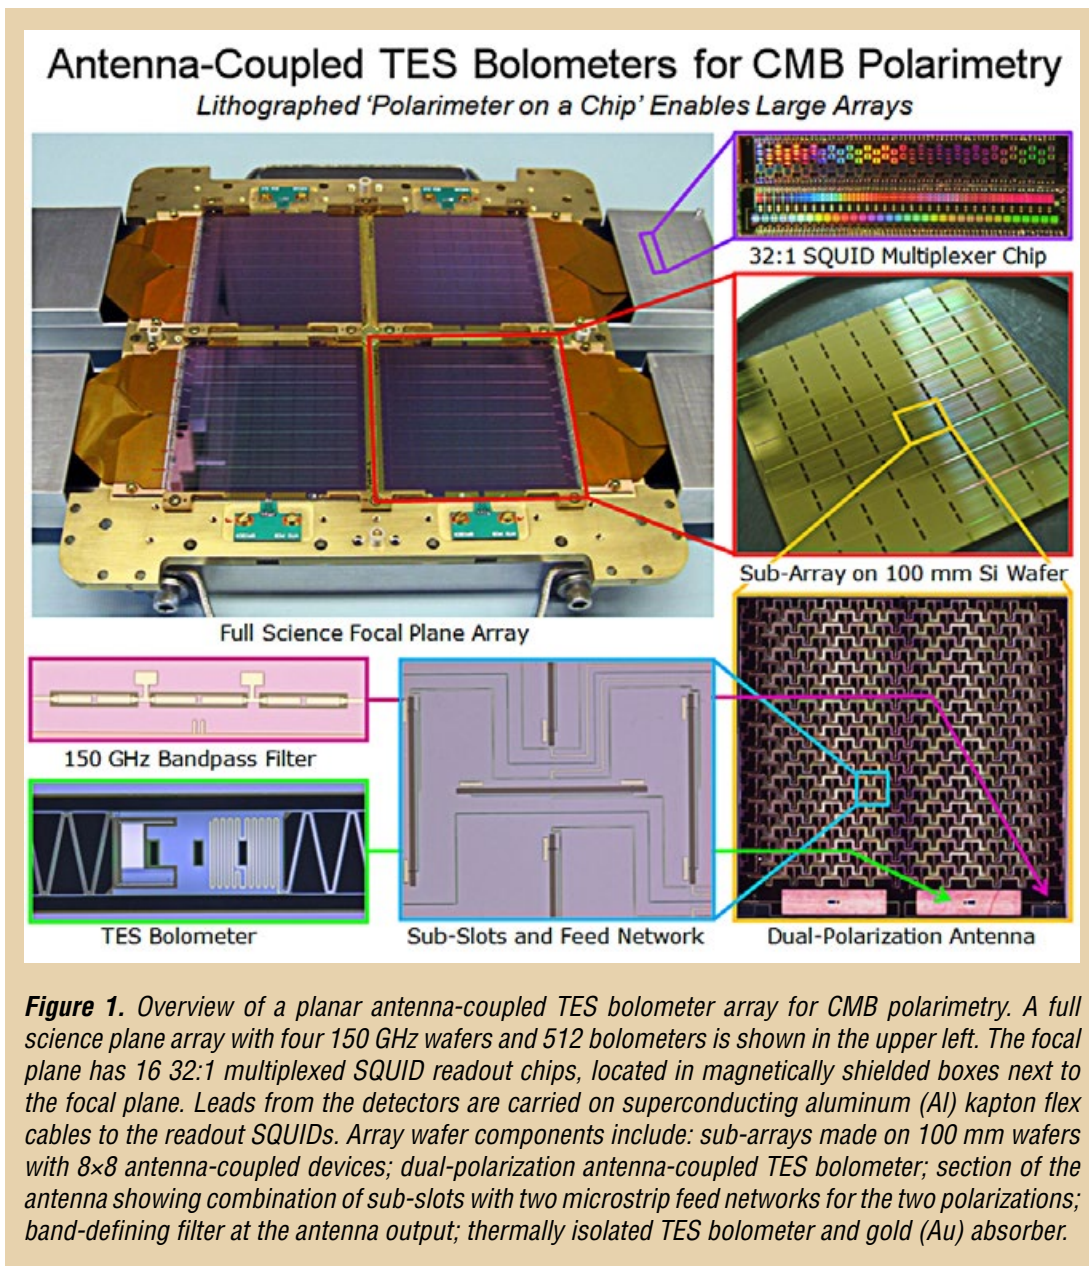 Antenna-Coupled TES Bolometers for CMB Polarimetry
Lithographed 'Polarimeter on a Chip' Enables Large Arrays
32:1 SQUID Multiplexer Chip
Sub-Array on 100 mm Si Wafer
Full Science Focal Plane Array
150 GHz Bandpass Filter
TES Bolometer
Sub-Slots and Feed Network
Dual-Polarization Antenna
Figure 1. Overview of a planar antenna-coupled TES bolometer array for CMB polarimetry. A full
science plane array with four 150 GHz wafers and 512 bolometers is shown in the upper left. The focal
plane has 16 32:1 multiplexed SQUID readout chips, located in magnetically shielded boxes next to
the focal plane. Leads from the detectors are carried on superconducting aluminum (Al) kapton flex
cables to the readout SQUIDs. Array wafer components include: sub-arrays made on 100 mm wafers
with 8×8 antenna-coupled devices; dual-polarization antenna-coupled TES bolometer; section of the
antenna showing combination of sub-slots with two microstrip feed networks for the two polarizations;
band-defining filter at the antenna output; thermally isolated TES bolometer and gold (Au) absorber.